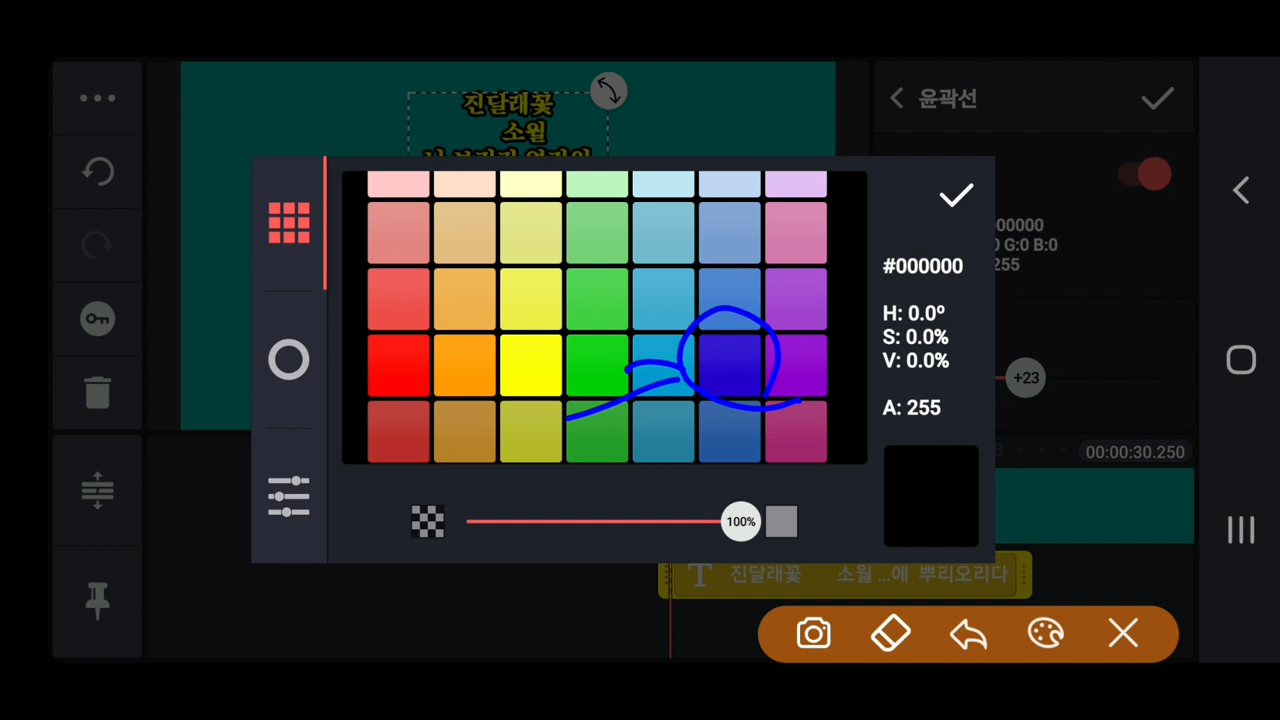 진달래꽃
소월
윤곽선
#000000
H: 0.0º
S: 0.0%
V: 0.0%
A: 255
00000
0 G:0 B:0
255
+23
100%
00:00:30.250
T 진달래꽃 소월 ...에 뿌리오리다